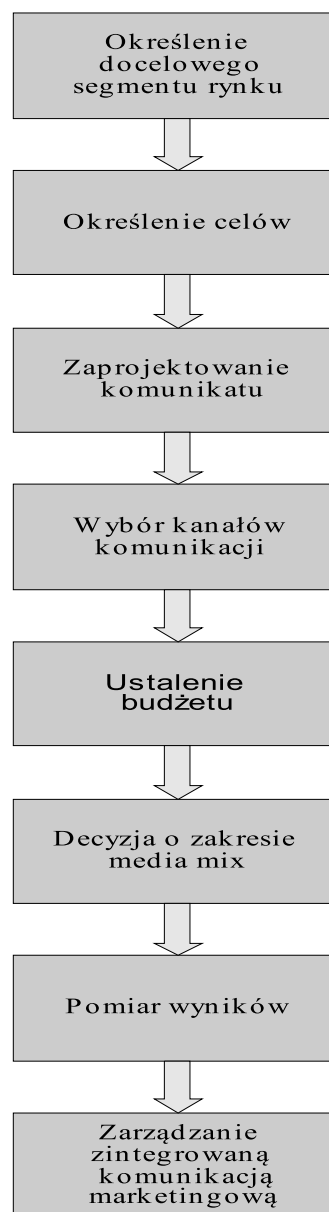 Określenie
docelowego
segmentu rynku
Określenie celów
Zaprojektowanie
komunikatu
Wybór kanałów
komunikacji
Ustalenie
budżetu
Decyzja o zakresie
media mix
Pomiar wyników
Zarządzanie
zintegrowaną
komunikacją
marketingową